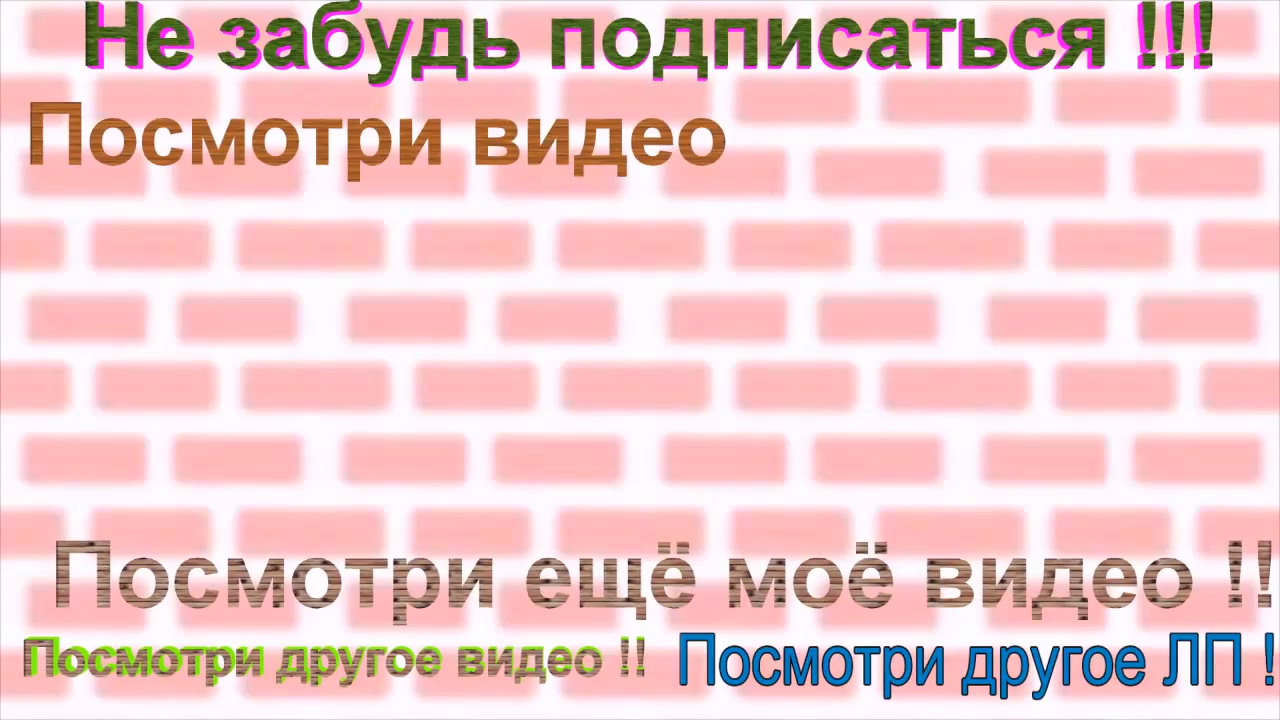 Не забудь подписаться !!!
Посмотри видео
Посмотри ещё моё видео !!
Посмотри другое видео !!
Посмотри другое ЛП !